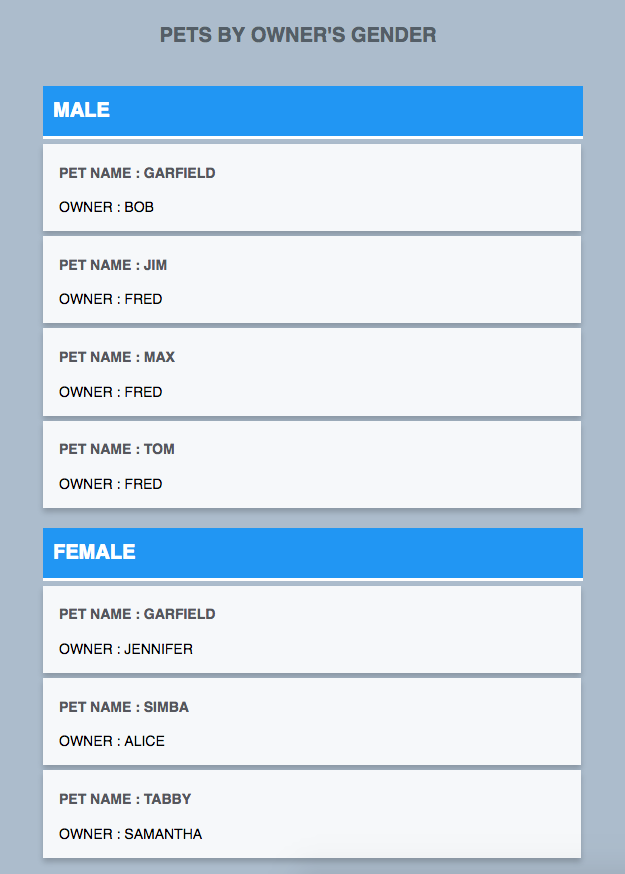 PETS BY OWNER'S GENDER
MALE
PET NAME : GARFIELD
OWNER : BOB
PET NAME : JIM
OWNER : FRED
PET NAME : MAX
OWNER : FRED
PET NAME : TOM
OWNER : FRED
FEMALE
PET NAME : GARFIELD
OWNER : JENNIFER
PET NAME : SIMBA
OWNER : ALICE
PET NAME : TABBY
OWNER : SAMANTHA